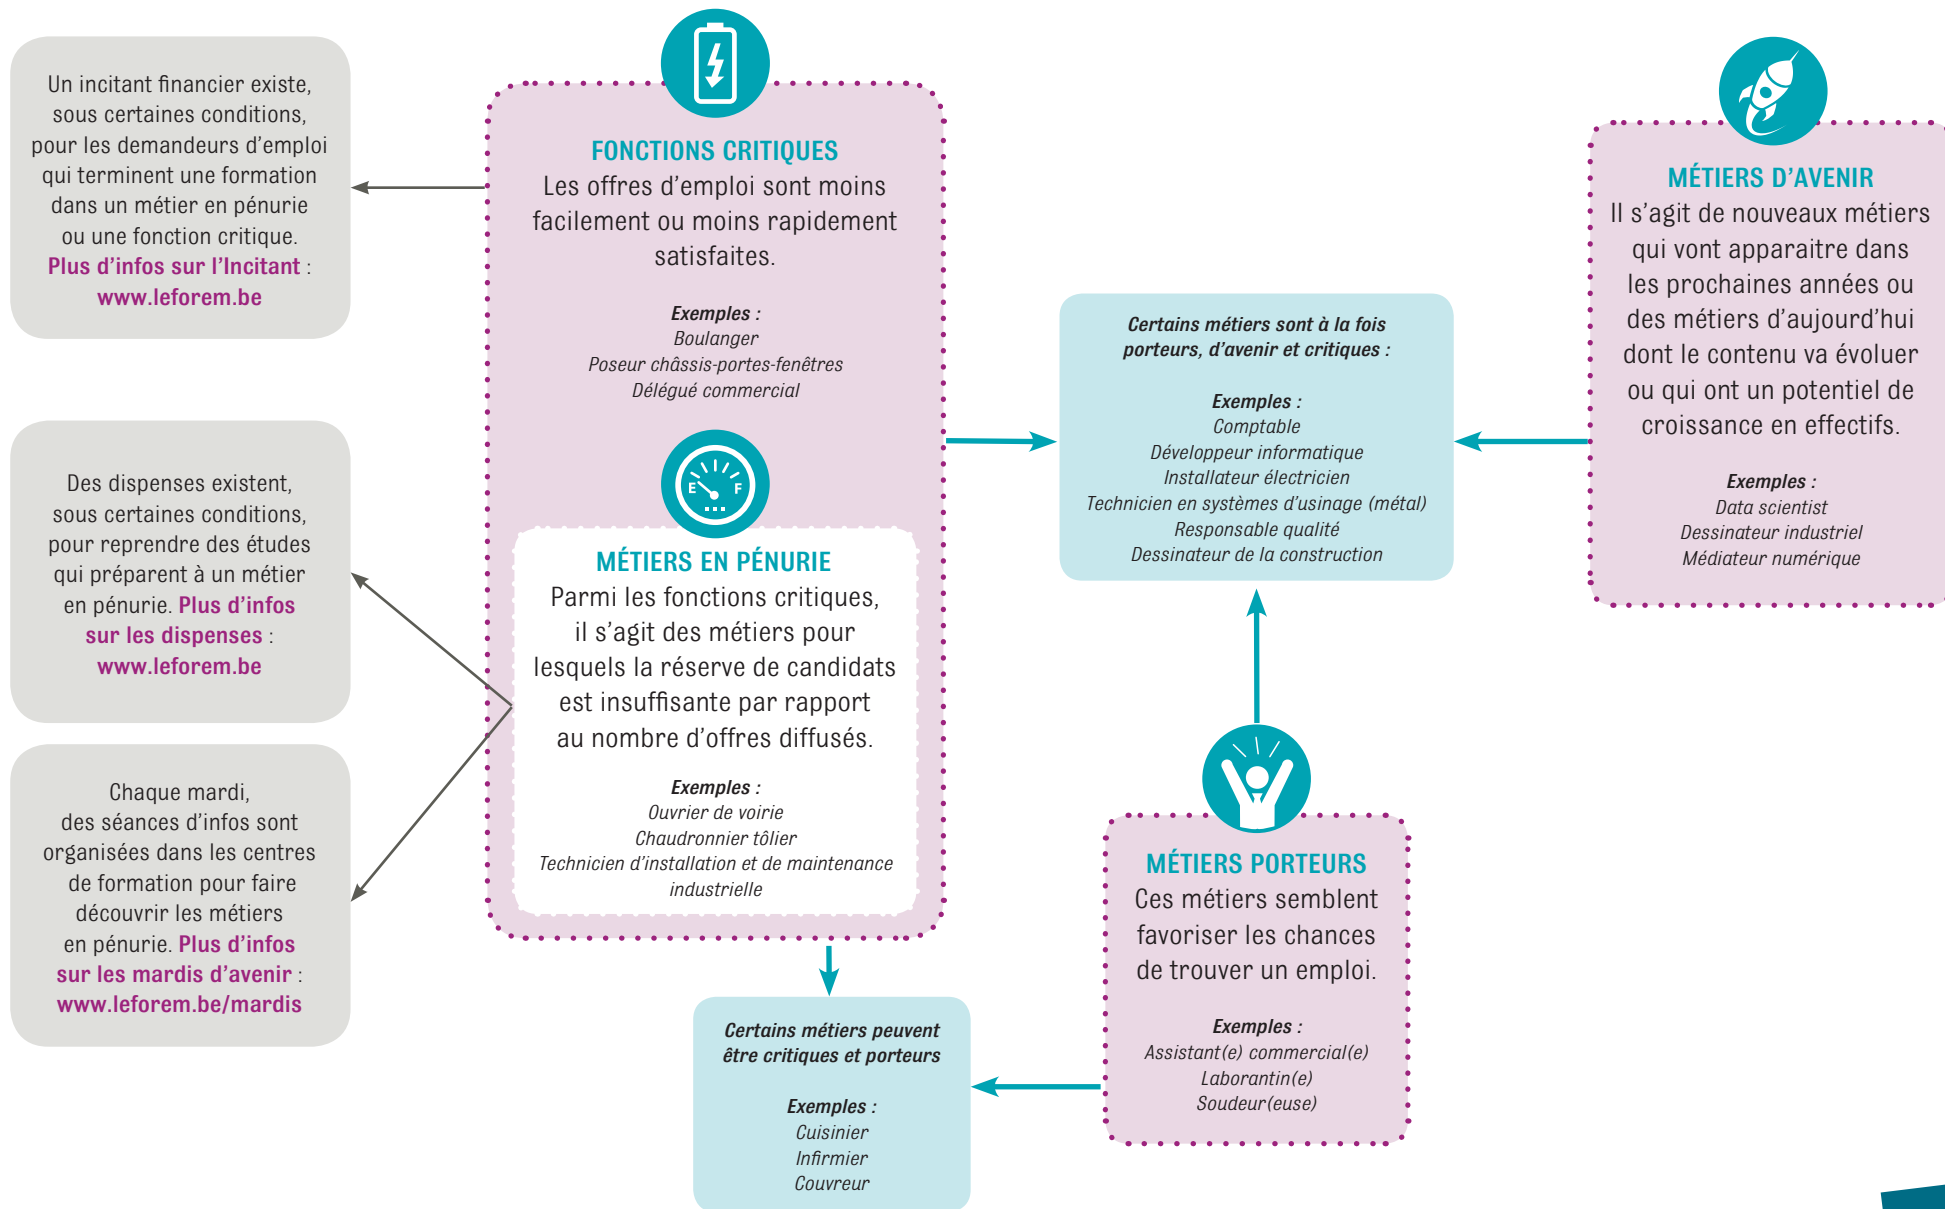 Un incitant financier existe,
sous certaines conditions,
pour les demandeurs d'emploi
qui terminent une formation
dans un métier en pénurie
ou une fonction critique.
Plus d'infos sur l'Incitant :
www.leforem.be
Des dispenses existent,
sous certaines conditions,
pour reprendre des études
qui préparent à un métier
en pénurie. Plus d'infos
sur les dispenses :
www.leforem.be
Chaque mardi,
des séances d'infos sont
organisées dans les centres
de formation pour faire
découvrir les métiers
en pénurie. Plus d'infos
sur les mardis d'avenir :
www.leforem.be/mardis
FONCTIONS CRITIQUES
Les offres d'emploi sont moins
facilement ou moins rapidement
satisfaites.
Exemples :
Boulanger
Poseur châssis-portes-fenêtres
Délégué commercial
E F
MÉTIERS EN PÉNURIE
Parmi les fonctions critiques,
il s'agit des métiers pour
lesquels la réserve de candidats
est insuffisante par rapport
au nombre d'offres diffusés.
Exemples :
Ouvrier de voirie
Chaudronnier tôlier
Technicien d'installation et de maintenance
industrielle
Certains métiers peuvent
être critiques et porteurs
Exemples :
Cuisinier
Infirmier
Couvreur
Certains métiers sont à la fois
porteurs, d'avenir et critiques :
Exemples :
Comptable
Développeur informatique
Installateur électricien
Technicien en systèmes d'usinage (métal)
Responsable qualité
Dessinateur de la construction
MÉTIERS PORTEURS
Ces métiers semblent
favoriser les chances
de trouver un emploi.
Exemples :
Assistant(e) commercial(e)
Laborantin(e)
Soudeur(euse)
MÉTIERS D'AVENIR
Il s'agit de nouveaux métiers
qui vont apparaitre dans
les prochaines années ou
des métiers d'aujourd'hui
dont le contenu va évoluer
ou qui ont un potentiel de
croissance en effectifs.
Exemples :
Data scientist
Dessinateur industriel
Médiateur numérique